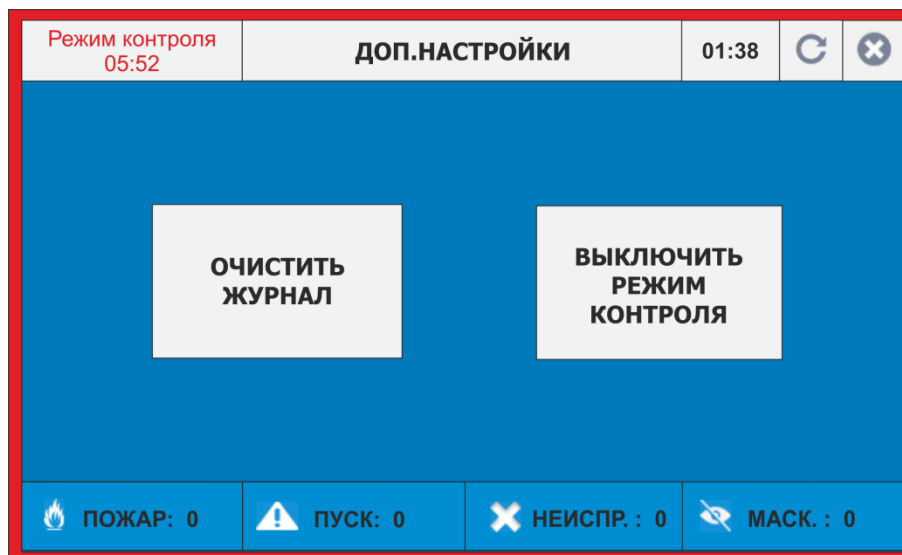 Режим контроля
05:52
ДОП.НАСТРОЙКИ
01:38
ОЧИСТИТЬ
ЖУРНАЛ
ВЫКЛЮЧИТЬ
РЕЖИМ
КОНТРОЛЯ
ПОЖАР: 0
ПУСК: 0
НЕИСПР. : 0
МАСК. : 0